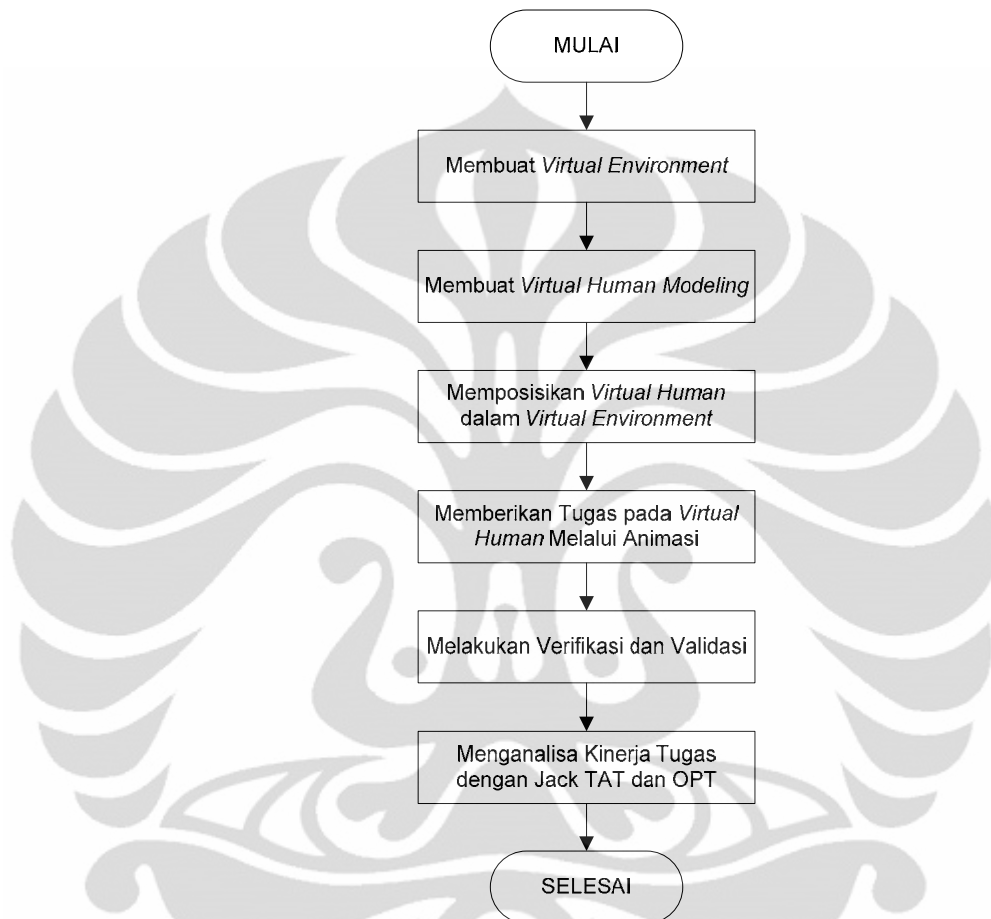 MULAI
Membuat Virtual Environment
Membuat Virtual Human Modeling
Memposisikan Virtual Human
dalam Virtual Environment
Memberikan Tugas pada Virtual
Human Melalui Animasi
Melakukan Verifikasi dan Validasi
Menganalisa Kinerja Tugas
dengan Jack TAT dan OPT
SELESAI